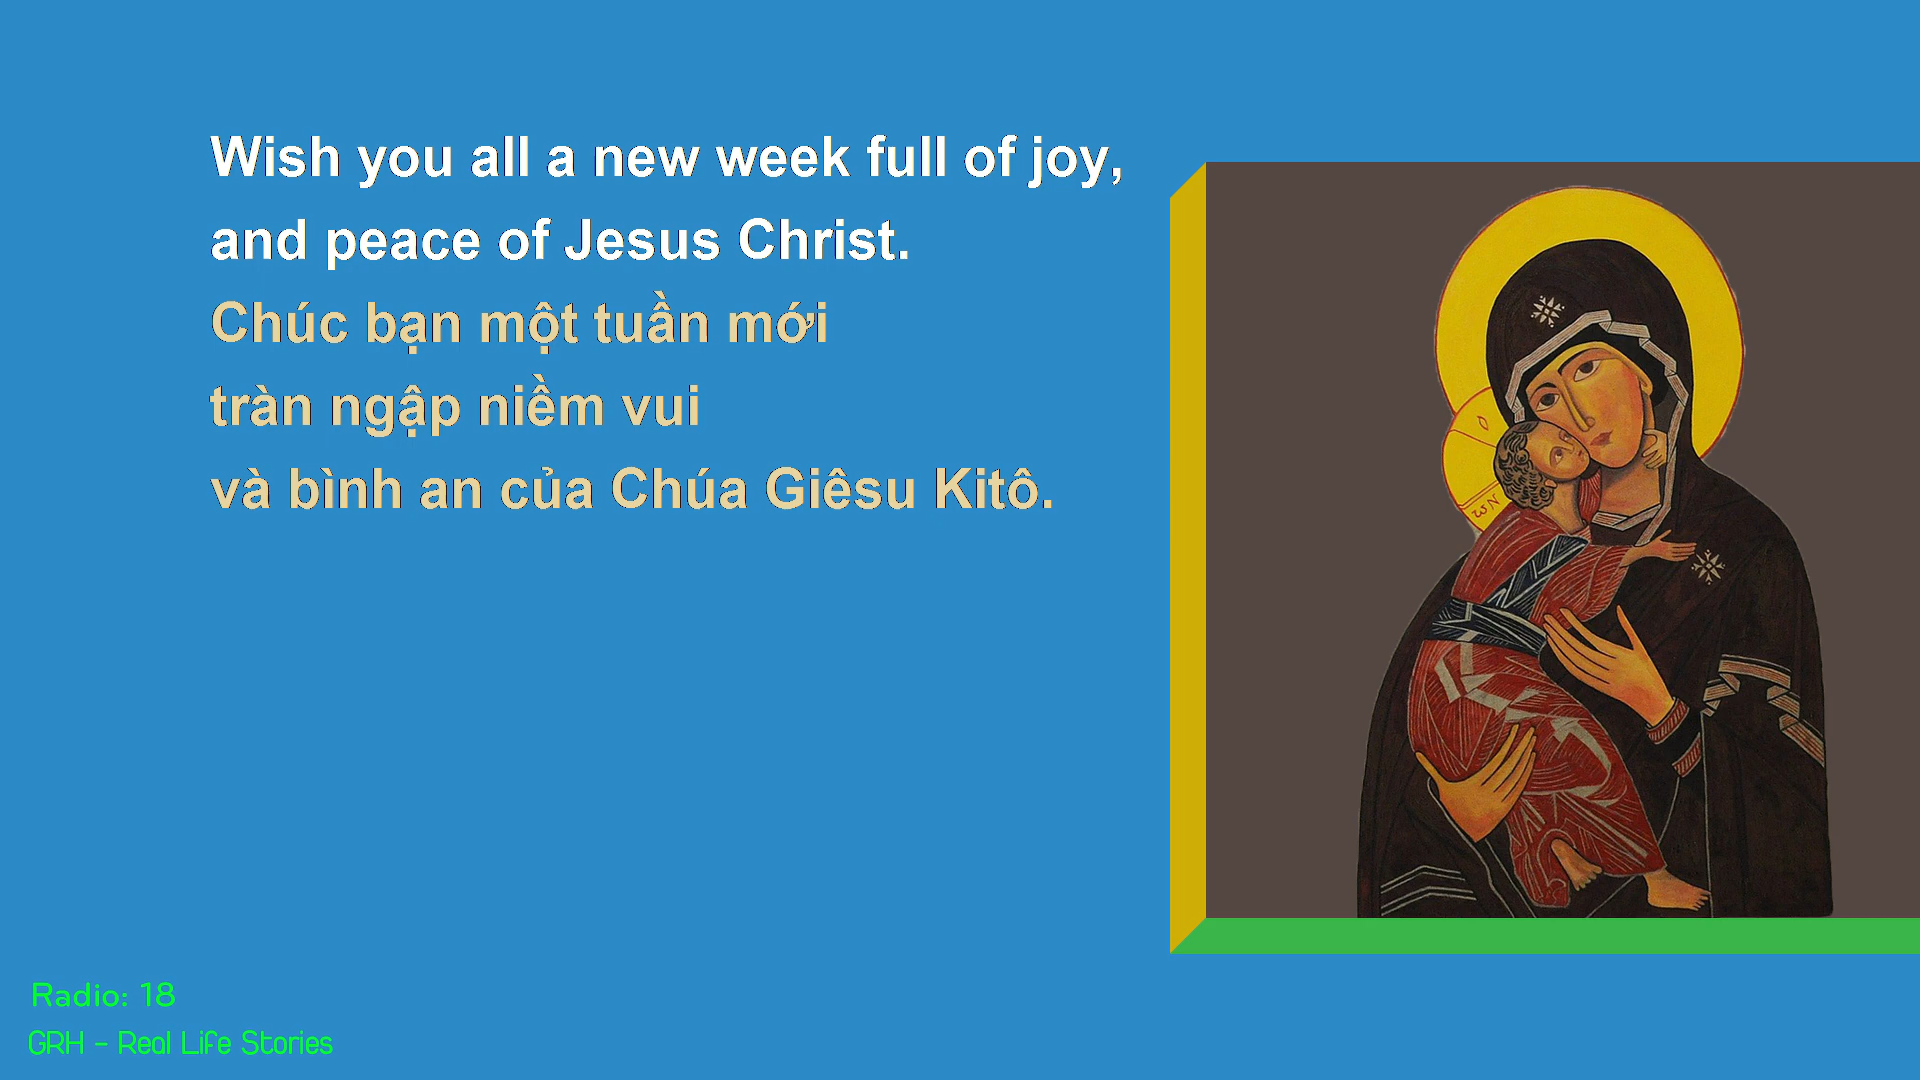 Wish you all a new week full of joy,
and peace of Jesus Christ.
Chúc bạn một tuần mới
tràn ngập niềm vui
và bình an của Chúa Giêsu Kitô.
Radio: 18
GRH - Real Life Stories